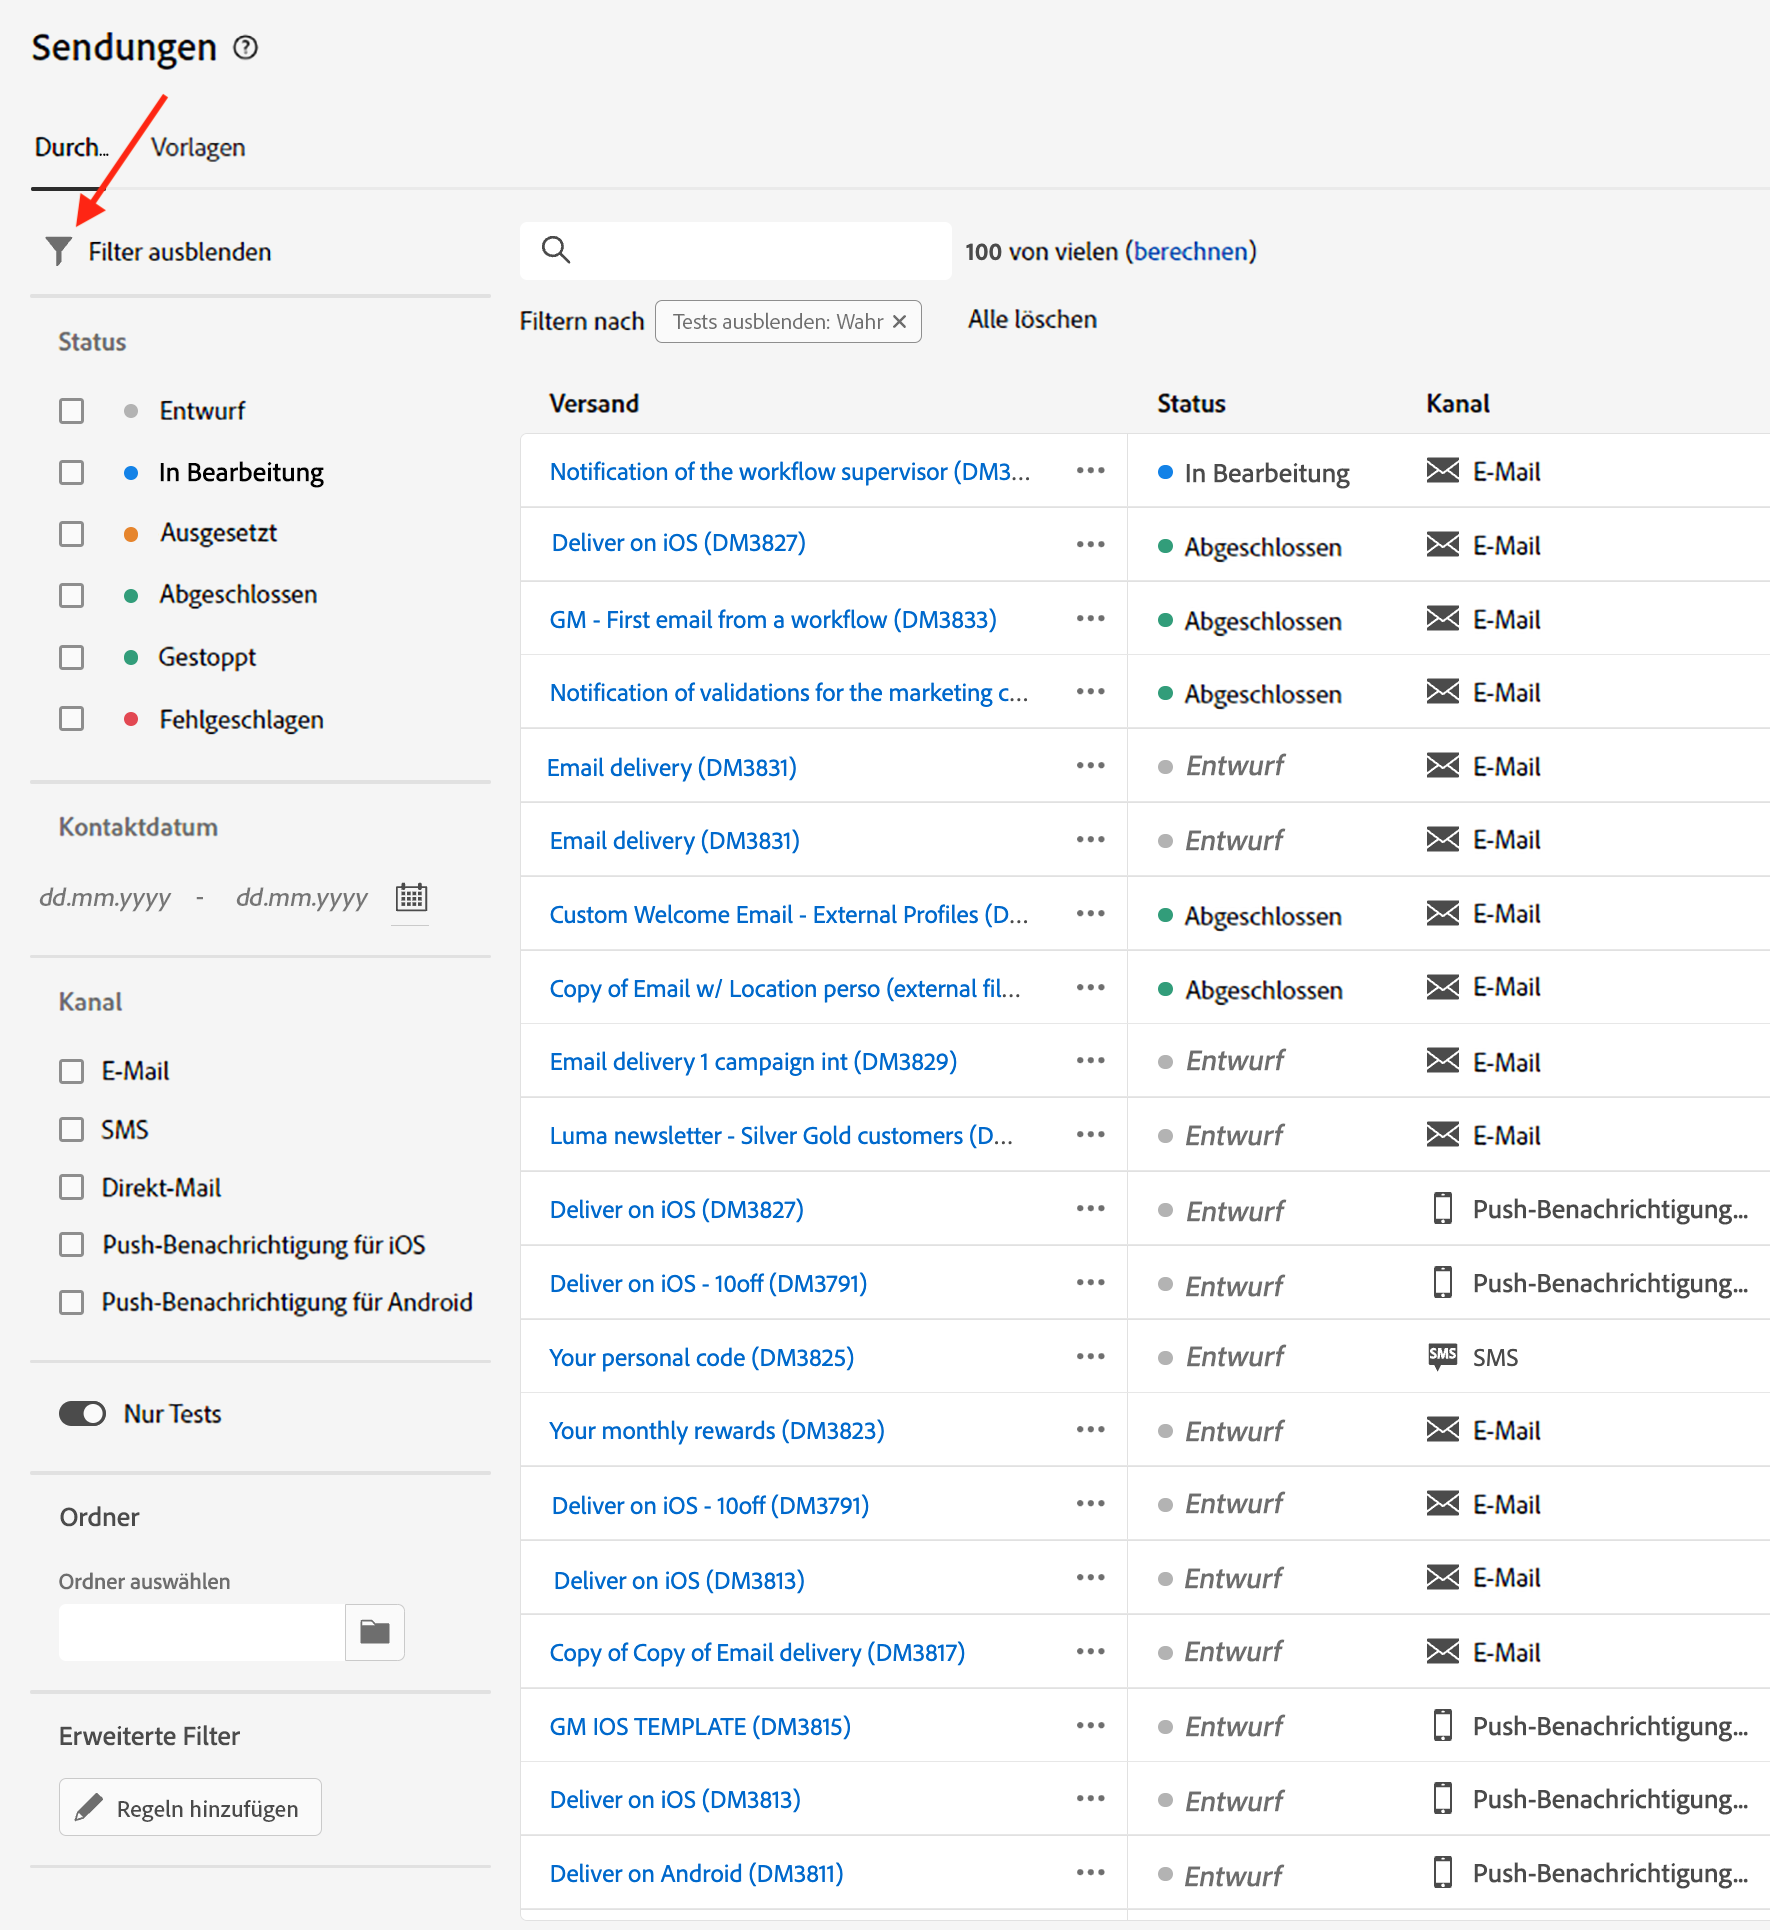 Sendungen
Durch... Vorlagen
Filter ausblenden
100 von vielen (berechnen)
Filtern nach Tests ausblenden: Wahr Alle löschen
Status
Entwurf
In Bearbeitung
Ausgesetzt
Abgeschlossen
Gestoppt
Fehlgeschlagen
Kontaktdatum
dd.mm.yyyy - dd.mm.yyyy
Kanal
E-Mail
SMS
Direkt-Mail
Push-Benachrichtigung für iOS
Push-Benachrichtigung für Android
Nur Tests
Ordner
Ordner auswählen
Erweiterte Filter
Regeln hinzufügen
Versand Status Kanal
Notification of the workflow supervisor (DM3... In Bearbeitung E-Mail
Deliver on iOS (DM3827) Abgeschlossen E-Mail
GM - First email from a workflow (DM3833) Abgeschlossen E-Mail
Notification of validations for the marketing c... Abgeschlossen E-Mail
Email delivery (DM3831) Entwurf E-Mail
Email delivery (DM3831) Entwurf E-Mail
Custom Welcome Email - External Profiles (D... Abgeschlossen E-Mail
Copy of Email w/ Location perso (external fil... Abgeschlossen E-Mail
Email delivery 1 campaign int (DM3829) Entwurf E-Mail
Luma newsletter - Silver Gold customers (D... Entwurf E-Mail
Deliver on iOS (DM3827) Entwurf Push-Benachrichtigung...
Deliver on iOS - 10off (DM3791) Entwurf Push-Benachrichtigung...
Your personal code (DM3825) Entwurf SMS SMS
Your monthly rewards (DM3823) Entwurf E-Mail
Deliver on iOS - 10off (DM3791) Entwurf E-Mail
Deliver on iOS (DM3813) Entwurf E-Mail
Copy of Copy of Email delivery (DM3817) Entwurf E-Mail
GM IOS TEMPLATE (DM3815) Entwurf Push-Benachrichtigung...
Deliver on iOS (DM3813) Entwurf Push-Benachrichtigung...
Deliver on Android (DM3811) Entwurf Push-Benachrichtigung...